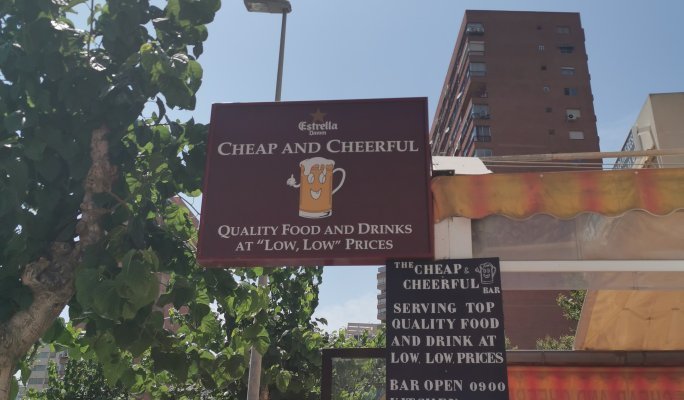 Estrella
Damm
CHEAP AND CHEERFUL
QUALITY FOOD AND DRINKS
AT “LOW, LOW” PRICES
THE CHEAP &
CHEERFUL
BAR
SERVING TOP
QUALITY FOOD
AND DRINK AT
LOW, LOW, PRICES
BAR OPEN 0900